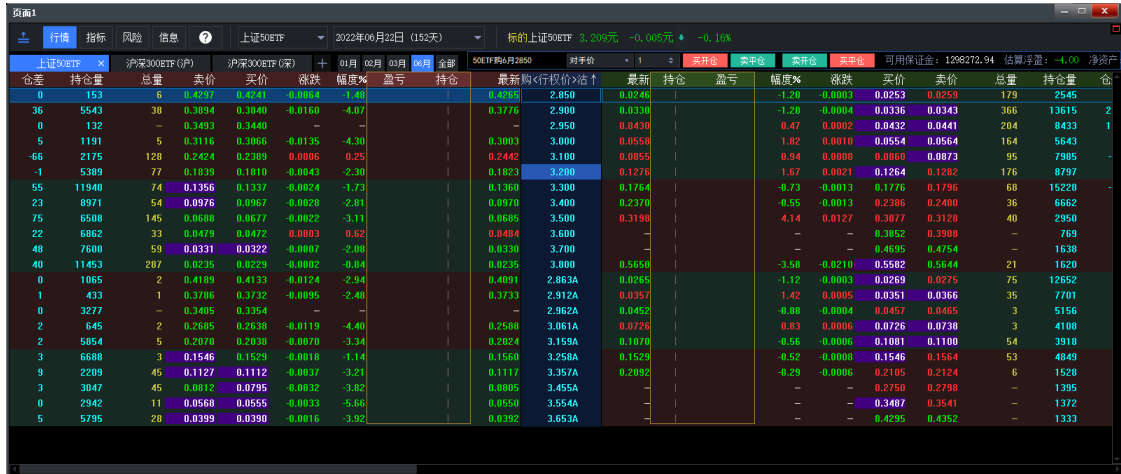 页面1
行情 指标 风险 信息 ? 上证50ETF 2022年06月22日 (152天) 标的上证50ETF 3.209元 -0.005元 -0.16%
上证50ETF × 沪深300ETF(沪) 沪深300ETF(深) + 01月 02月 03月 06月 全部 50ETF购6月2850 对手价 1 买开仓 卖平仓 卖开仓 买平仓 可用保证金: 1298272.94 估算浮盈: -4.00 净资产
仓差 持仓量 总量 卖价 买价 涨跌 幅度% 盈亏 持仓 最新 购<行权价>沽↑ 最新 持仓 盈亏 幅度% 涨跌 买价 卖价 总量 持仓量 仓
0 153 6 0.4297 0.4241 -0.0064 -1.48 0.4265 2.850 0.0246 -1.20 -0.0003 0.0253 0.0259 179 2545
36 5543 38 0.3894 0.3840 -0.0160 -4.07 0.3776 2.900 0.0330 -1.20 -0.0004 0.0336 0.0343 366 13615 2
0 132 — 0.3493 0.3440 — — — 2.950 0.0430 0.47 0.0002 0.0432 0.0441 204 8433 1
5 1191 5 0.3116 0.3066 -0.0135 -4.30 0.3003 3.000 0.0558 1.82 0.0010 0.0554 0.0564 164 5643
-66 2175 128 0.2424 0.2389 0.0006 0.25 0.2442 3.100 0.0855 0.94 0.0008 0.0860 0.0873 95 7985 -
-1 5389 77 0.1839 0.1810 -0.0043 -2.30 0.1823 3.200 0.1276 1.67 0.0021 0.1264 0.1282 176 8797
55 11940 74 0.1356 0.1337 -0.0024 -1.73 0.1360 3.300 0.1764 -0.73 -0.0013 0.1776 0.1796 68 15228 -
23 8971 54 0.0976 0.0967 -0.0028 -2.81 0.0970 3.400 0.2370 -0.55 -0.0013 0.2386 0.2400 36 6662
75 6508 145 0.0688 0.0677 -0.0022 -3.11 0.0685 3.500 0.3198 4.14 0.0127 0.3077 0.3128 40 2950
22 6862 33 0.0479 0.0472 0.0003 0.62 0.0484 3.600 — — — 0.3852 0.3908 — 769
48 7600 59 0.0331 0.0322 -0.0007 -2.08 0.0330 3.700 — — — 0.4695 0.4754 — 1638
40 11453 207 0.0235 0.0229 -0.0002 -0.84 0.0235 3.800 0.5650 -3.58 -0.0210 0.5582 0.5644 21 1620
0 1065 2 0.4189 0.4133 -0.0124 -2.94 0.4091 2.863A 0.0265 -1.12 -0.0003 0.0269 0.0275 75 12652
1 433 1 0.3786 0.3732 -0.0095 -2.48 0.3733 2.912A 0.0357 1.42 0.0005 0.0351 0.0366 35 7701
0 3277 — 0.3405 0.3354 — — — 2.962A 0.0452 -0.88 -0.0004 0.0457 0.0465 3 5156
2 645 2 0.2685 0.2638 -0.0119 -4.40 0.2588 3.061A 0.0726 0.83 0.0006 0.0726 0.0738 3 4108
2 5854 5 0.2070 0.2038 -0.0070 -3.34 0.2024 3.159A 0.1070 -0.56 -0.0006 0.1081 0.1100 54 3918
3 6688 3 0.1546 0.1529 -0.0018 -1.14 0.1560 3.258A 0.1529 -0.52 -0.0008 0.1546 0.1564 53 4849
9 2209 45 0.1127 0.1112 -0.0037 -3.21 0.1117 3.357A 0.2092 -0.29 -0.0006 0.2105 0.2124 6 1528
3 3047 45 0.0812 0.0795 -0.0032 -3.82 0.0805 3.455A — — — 0.2750 0.2798 — 1395
0 2942 11 0.0568 0.0555 -0.0033 -5.66 0.0550 3.554A — — — 0.3487 0.3541 — 1372
5 5795 28 0.0399 0.0390 -0.0016 -3.92 0.0392 3.653A — — — 0.4295 0.4352 — 1333